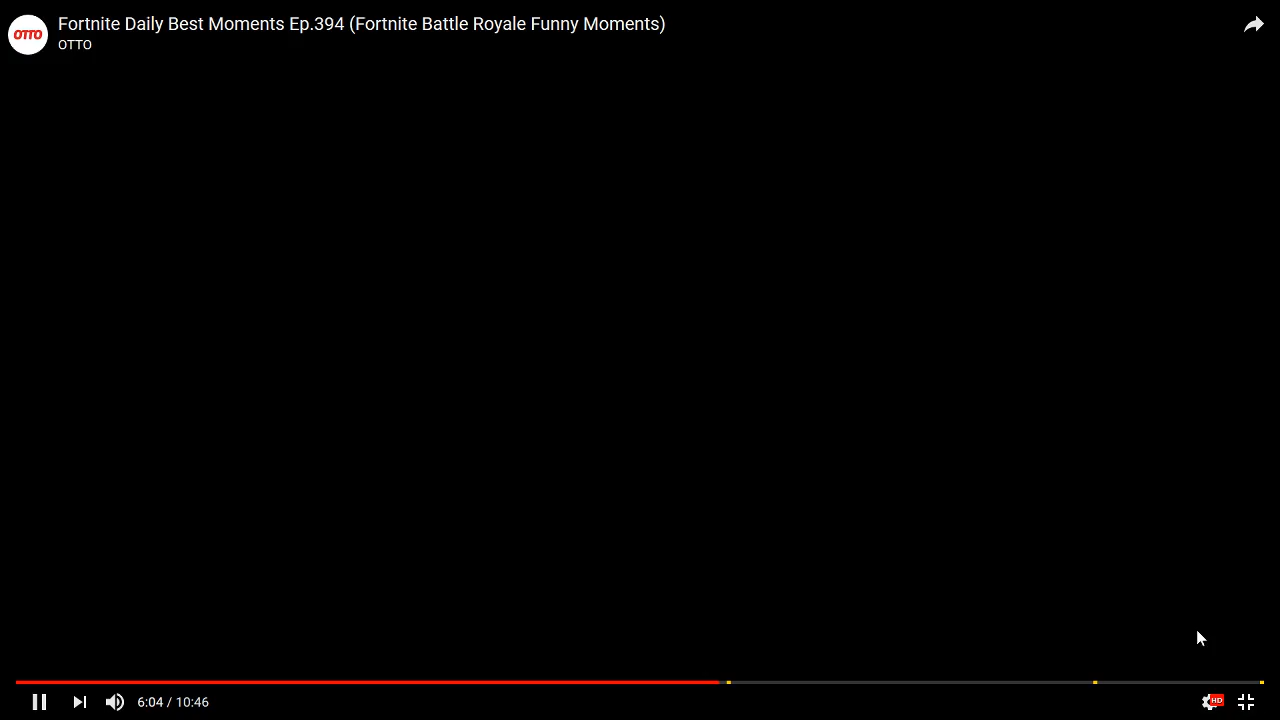 OTTO
Fortnite Daily Best Moments Ep.394 (Fortnite Battle Royale Funny Moments)
OTTO
6:04 / 10:46
HD